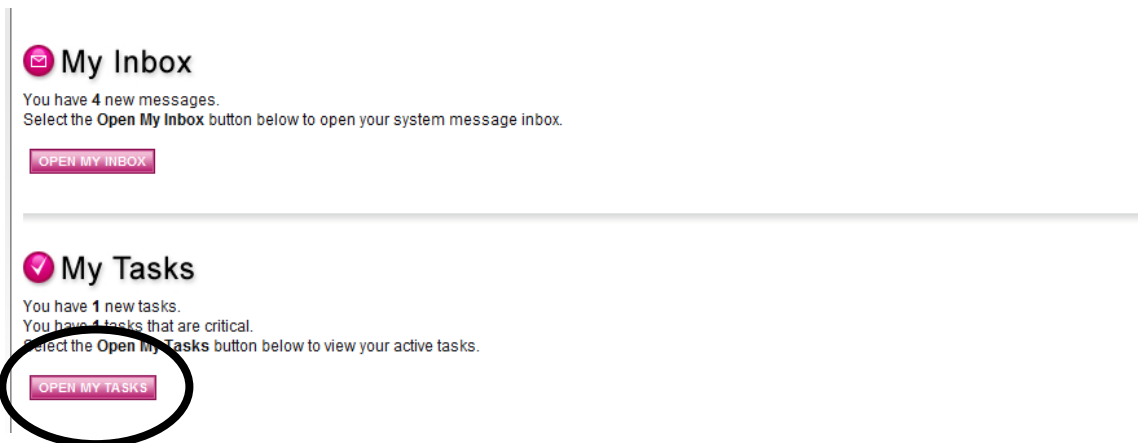 My Inbox
You have 4 new messages.
Select the Open My Inbox button below to open your system message inbox.
OPEN MY INBOX
My Tasks
You have 1 new tasks.
You have 1 tasks that are critical.
Select the Open My Tasks button below to view your active tasks.
OPEN MY TASKS